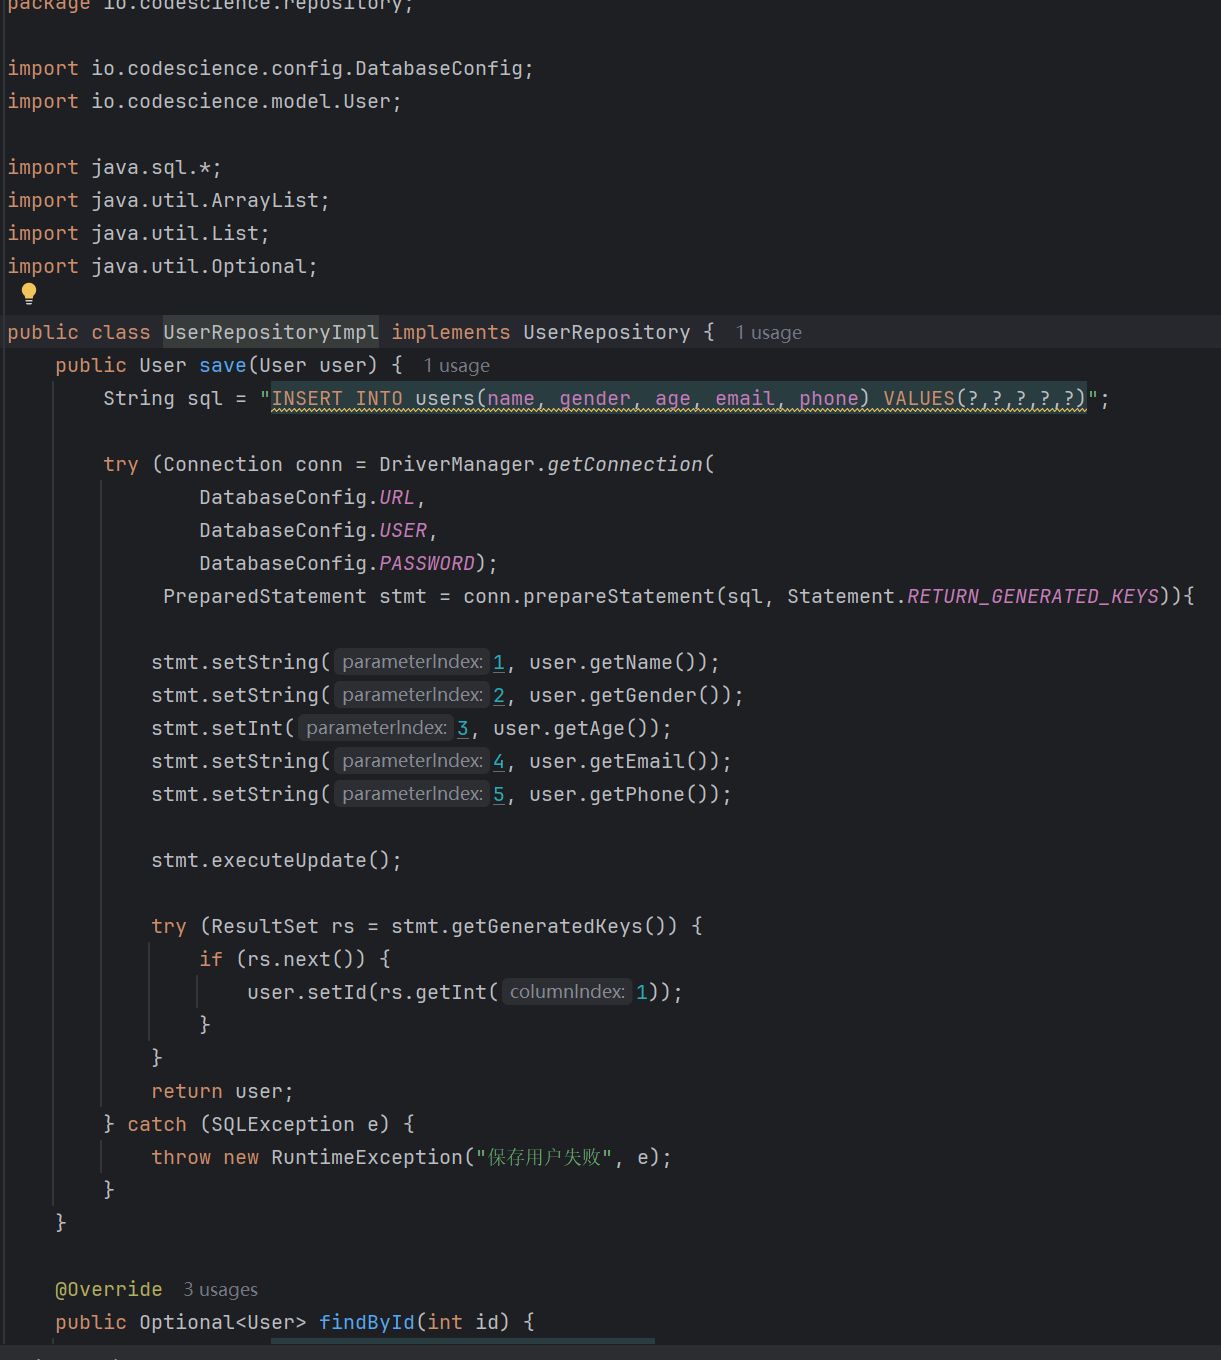 package io.codescience.repository;
import io.codescience.config.DatabaseConfig;
import io.codescience.model.User;
import java.sql.*;
import java.util.ArrayList;
import java.util.List;
import java.util.Optional;
public class UserRepositoryImpl implements UserRepository { 1 usage
public User save(User user) { 1 usage
String sql = "INSERT INTO users(name, gender, age, email, phone) VALUES(?,?,?,?,?)";
try (Connection conn = DriverManager.getConnection(
DatabaseConfig.URL,
DatabaseConfig.USER,
DatabaseConfig.PASSWORD);
PreparedStatement stmt = conn.prepareStatement(sql, Statement.RETURN_GENERATED_KEYS)){
stmt.setString( parameterIndex: 1, user.getName());
stmt.setString( parameterIndex: 2, user.getGender());
stmt.setInt( parameterIndex: 3, user.getAge());
stmt.setString( parameterIndex: 4, user.getEmail());
stmt.setString( parameterIndex: 5, user.getPhone());
stmt.executeUpdate();
try (ResultSet rs = stmt.getGeneratedKeys()) {
if (rs.next()) {
user.setId(rs.getInt( columnIndex: 1));
}
}
return user;
} catch (SQLException e) {
throw new RuntimeException("保存用户失败", e);
}
}
@Override 3 usages
public Optional<User> findById(int id) {